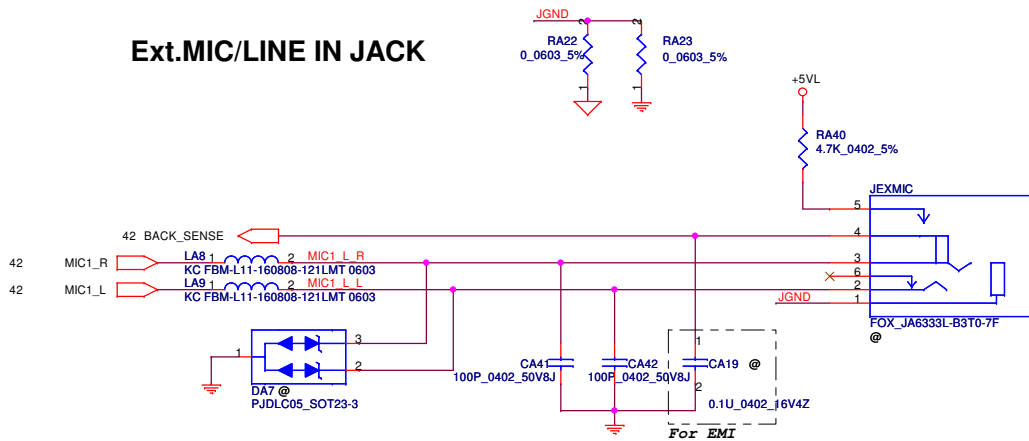 Ext.MIC/LINE IN JACK
JGND
2
2
RA22
0_0603_5%
RA23
0_0603_5%
1
1
+5VL
RA40
4.7K_0402_5%
JEXMIC
5
42 BACK_SENSE
4
42 MIC1_R
LA8 1
2 MIC1_L_R
3
KC FBM-L11-160808-121LMT 0603
6
42 MIC1_L
LA9 1
2 MIC1_L_L
2
KC FBM-L11-160808-121LMT 0603
JGND
1
FOX_JA6333L-B3T0-7F
@
1
3
2
DA7 @
PJDLC05_SOT23-3
CA41
100P_0402_50V8J
CA42
100P_0402_50V8J
1
CA19 @
2
0.1U_0402_16V4Z
For EMI